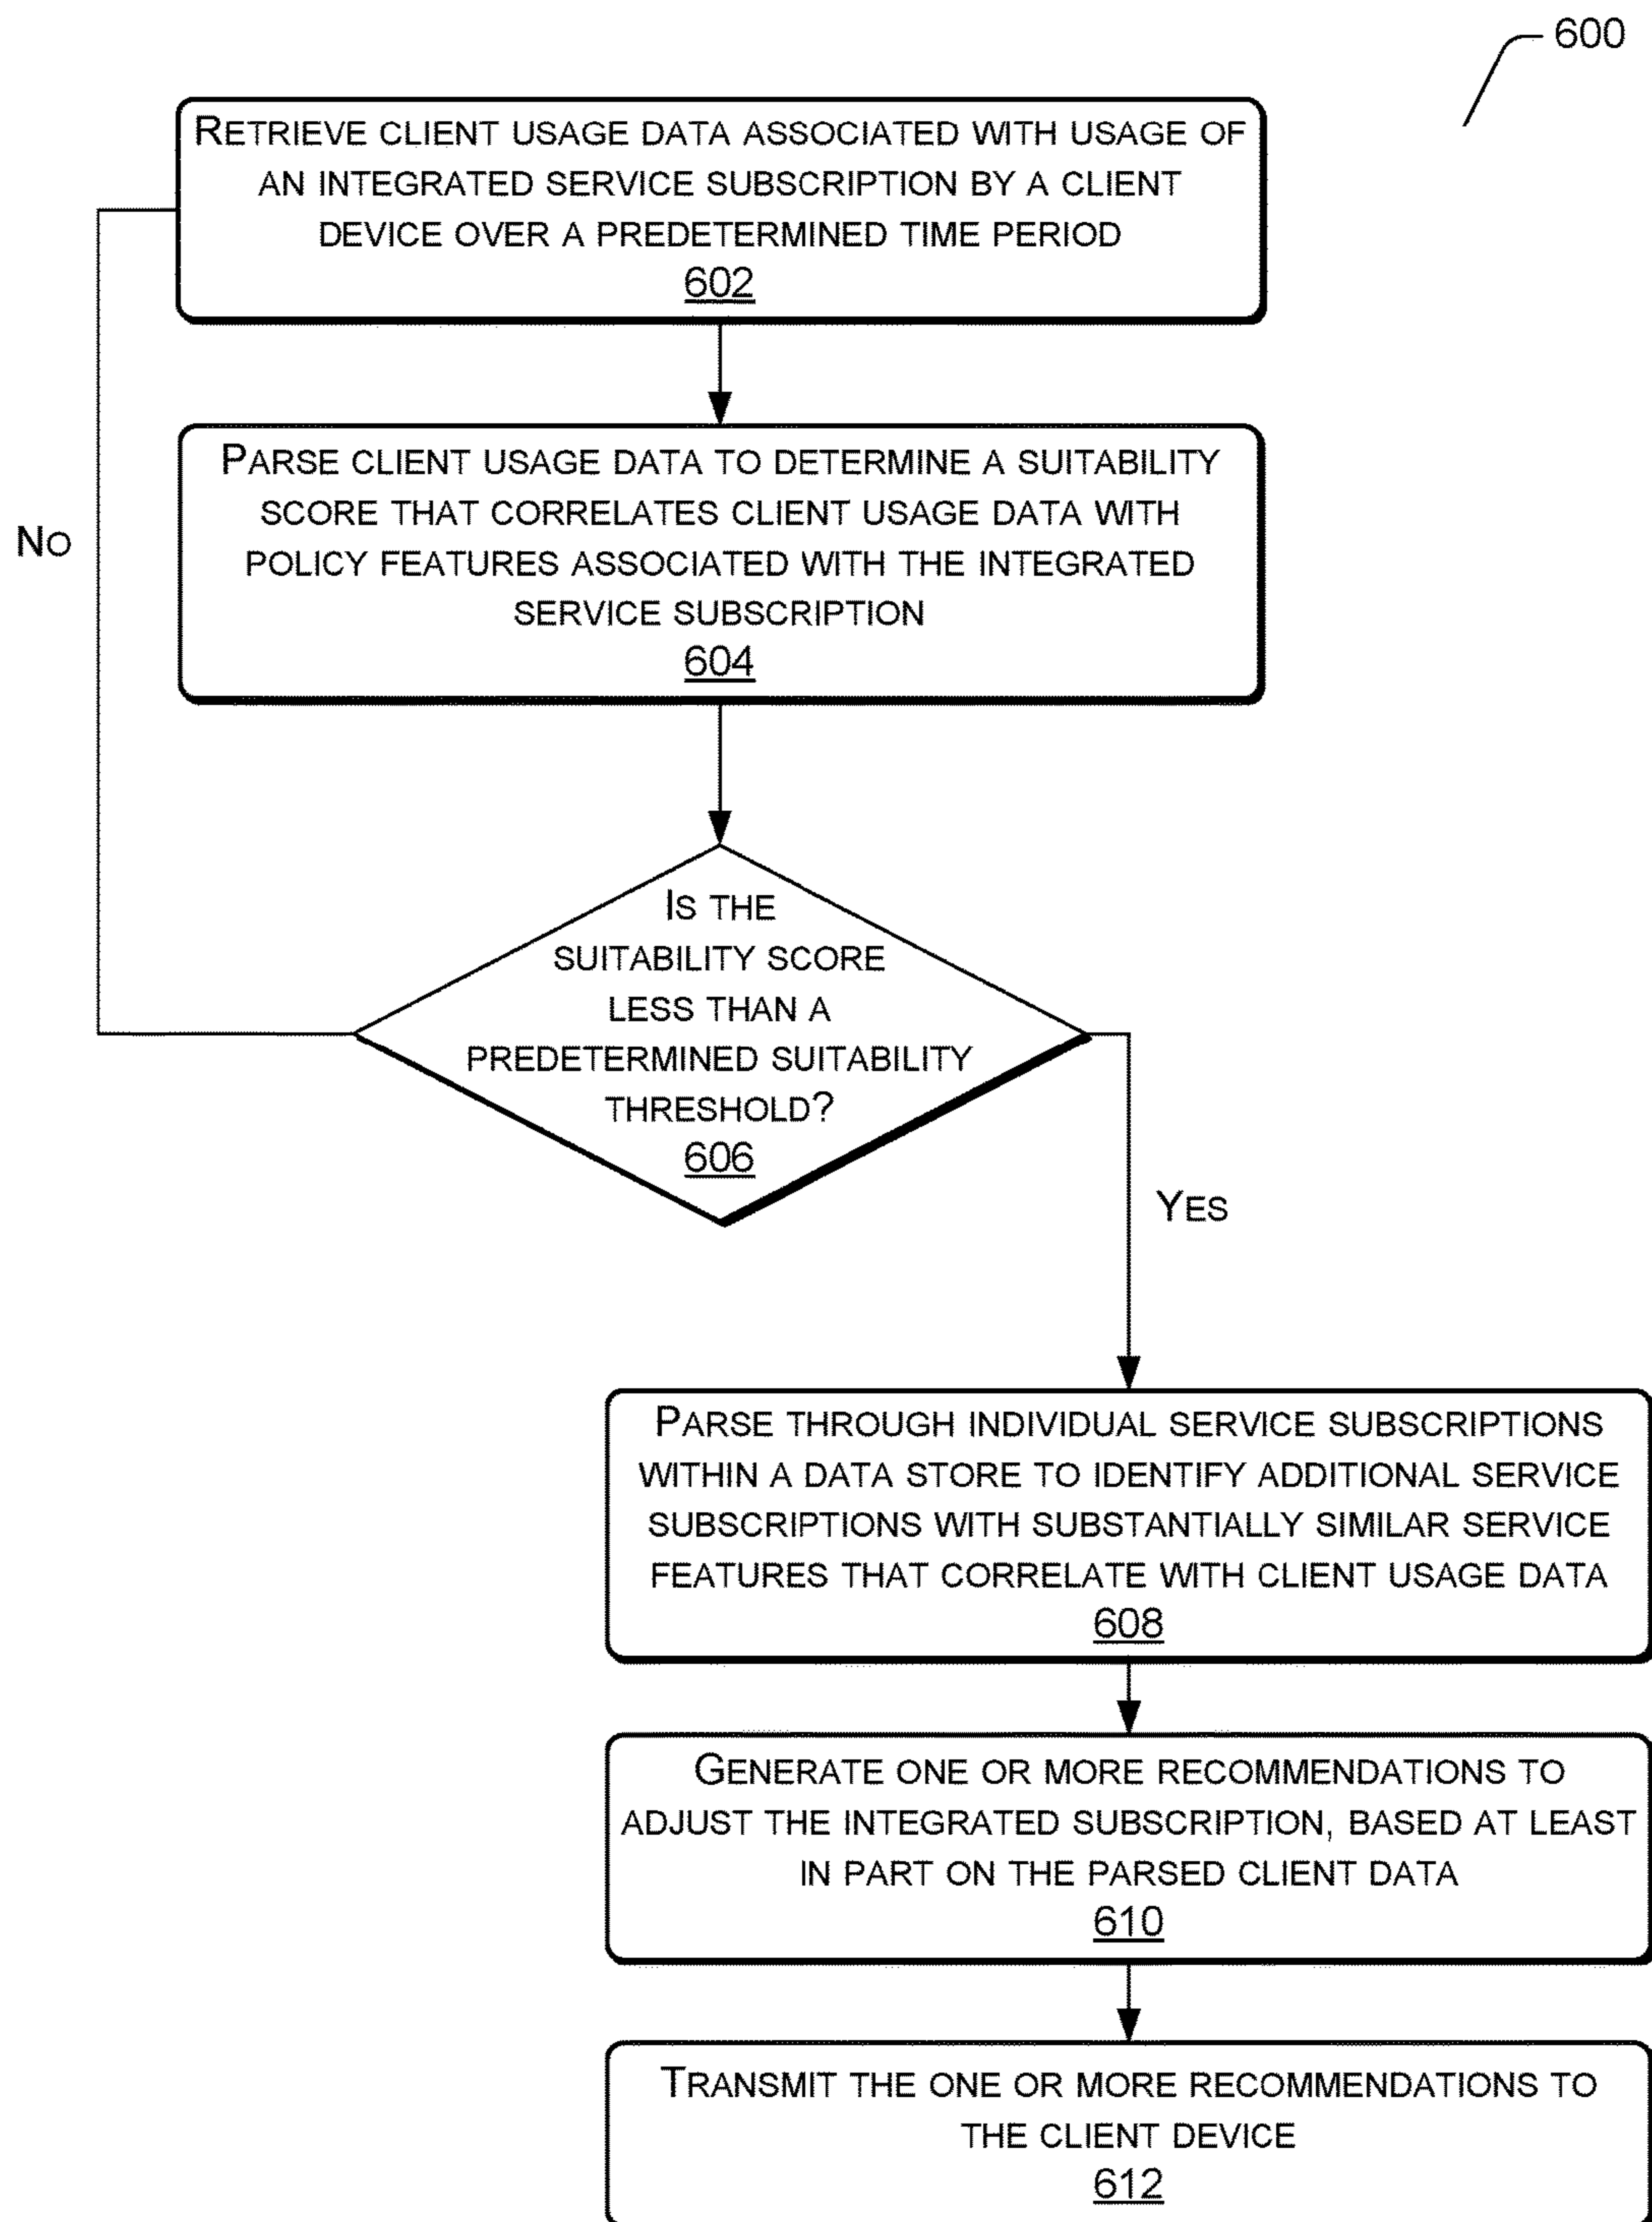 600
RETRIEVE CLIENT USAGE DATA ASSOCIATED WITH USAGE OF
AN INTEGRATED SERVICE SUBSCRIPTION BY A CLIENT
DEVICE OVER A PREDETERMINED TIME PERIOD
602
PARSE CLIENT USAGE DATA TO DETERMINE A SUITABILITY
SCORE THAT CORRELATES CLIENT USAGE DATA WITH
POLICY FEATURES ASSOCIATED WITH THE INTEGRATED
SERVICE SUBSCRIPTION
604
NO
IS THE
SUITABILITY SCORE
LESS THAN A
PREDETERMINED SUITABILITY
THRESHOLD?
606
YES
PARSE THROUGH INDIVIDUAL SERVICE SUBSCRIPTIONS
WITHIN A DATA STORE TO IDENTIFY ADDITIONAL SERVICE
SUBSCRIPTIONS WITH SUBSTANTIALLY SIMILAR SERVICE
FEATURES THAT CORRELATE WITH CLIENT USAGE DATA
608
GENERATE ONE OR MORE RECOMMENDATIONS TO
ADJUST THE INTEGRATED SUBSCRIPTION, BASED AT LEAST
IN PART ON THE PARSED CLIENT DATA
610
TRANSMIT THE ONE OR MORE RECOMMENDATIONS TO
THE CLIENT DEVICE
612